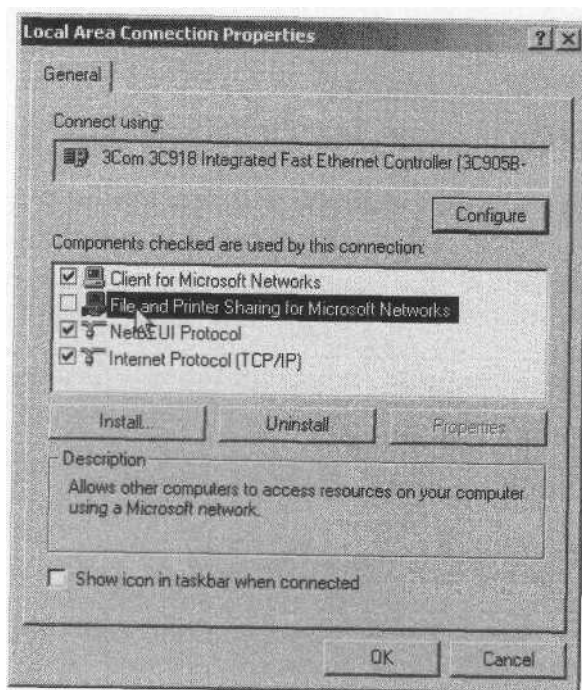 Local Area Connection Properties
? ×
General
Connect using:
3Com 3C918 Integrated Fast Ethernet Controller (3C905B-
Configure
Components checked are used by this connection:
Client for Microsoft Networks
File and Printer Sharing for Microsoft Networks
NetBEUI Protocol
Internet Protocol (TCP/IP)
Install... Uninstall Properties
Description
Allows other computers to access resources on your computer
using a Microsoft network.
Show icon in taskbar when connected
OK Cancel